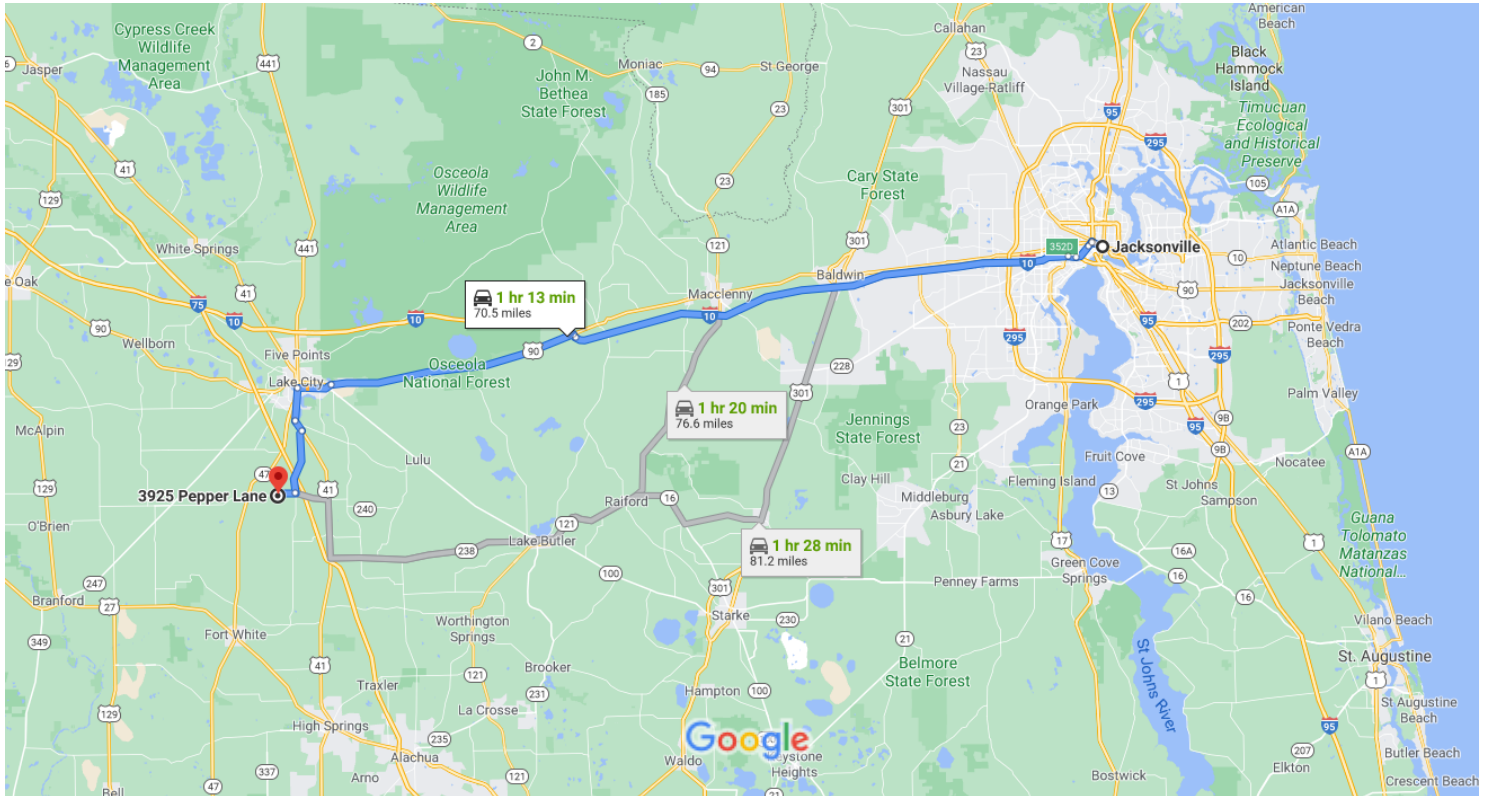 Cypress Creek
Wildlife
Management
Area
6
Jasper
441
2
Moniac
94
St George
John M.
Bethea
State Forest
185
23
301
Callahan
23
Nassau
Village-Ratliff
American
Beach
Black
Hammock
Island
95
Timucuan
Ecological
and Historical
Preserve
295
105
A1A
41
129
Osceola
Wildlife
Management
Area
23
Cary State
Forest
White Springs
441
121
301
352D
Jacksonville
10
Atlantic Beach
Neptune Beach
Jacksonville
Beach
e Oak
41
75
10
10
1 hr 13 min
70.5 miles
Macclenny
10
Baldwin
10
90
95
202
Ponte Vedra
Beach
90
Wellborn
Five Points
90
Osceola
National Forest
228
295
295
129
Lake City
1 hr 20 min
76.6 miles
301
1
Palm Valley
Orange Park
295
9B
95
McAlpin
Jennings
State Forest
23
Lulu
21
Fruit Cove
9B
Nocatee
A1A
47
3925 Pepper Lane
41
129
240
O'Brien
Raiford
16
Clay Hill
Middleburg
Asbury Lake
Fleming Island
13
St Johns
Sampson
121
Lake Butler
238
1 hr 28 min
81.2 miles
17
Green Cove
Springs
16A
16
1
Guana
Tolomato
Matanzas
National...
247
Branford
27
100
301
Starke
230
Penney Farms
16
349
Fort White
Worthington
Springs
21
Vilano Beach
St Johns River
St. Augustine
1
41
121
Brooker
231
Belmore
State Forest
Traxler
Hampton
100
129
La Crosse
St Augustine
Beach
High Springs
235
Google
95
207
Butler Beach
Alachua
Waldo
eystone
Heights
Elkton
337
Arno
121
Bostwick
Crescent Beach
Bell
47
21